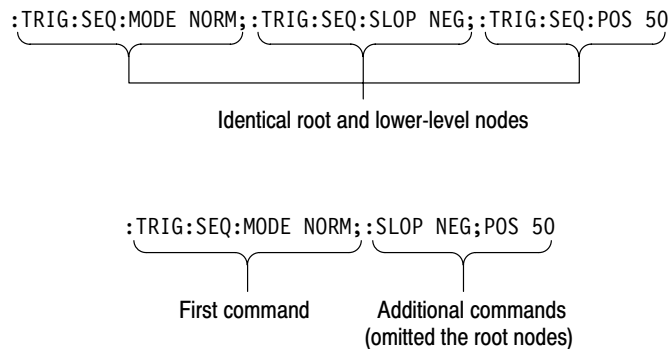 :TRIG:SEQ:MODE NORM;:TRIG:SEQ:SLOP NEG;:TRIG:SEQ:POS 50
Identical root and lower-level nodes
:TRIG:SEQ:MODE NORM;:SLOP NEG;POS 50
First command
Additional commands
(omitted the root nodes)